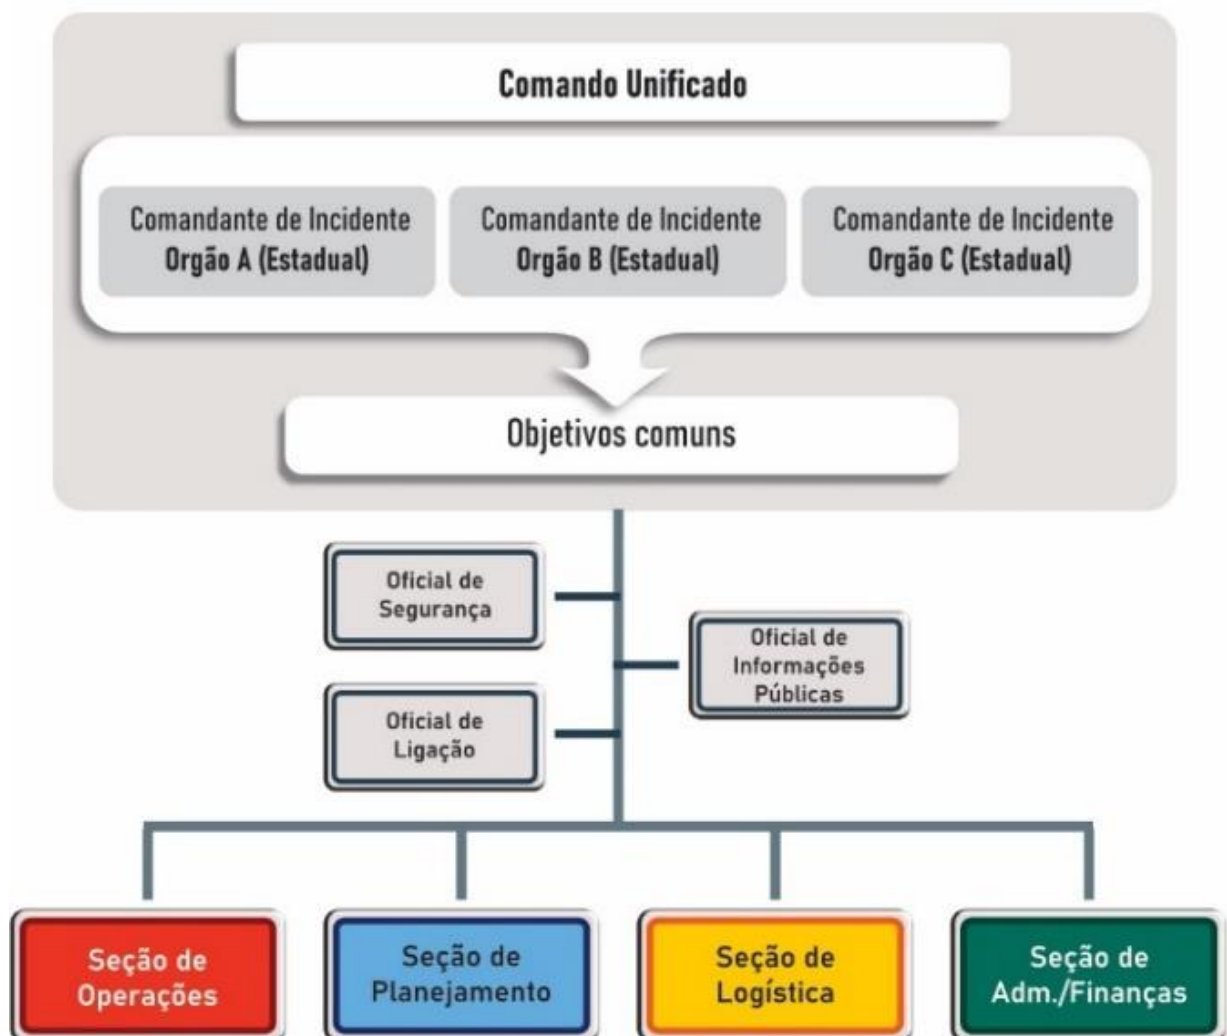 Comando Unificado
Comandante de Incidente
Orgão A (Estadual)
Comandante de Incidente
Orgão B (Estadual)
Comandante de Incidente
Orgão C (Estadual)
Objetivos comuns
Oficial de
Segurança
Oficial de
Informações
Públicas
Oficial de
Ligação
Seção de
Operações
Seção de
Planejamento
Seção de
Logística
Seção de
Adm./Finanças